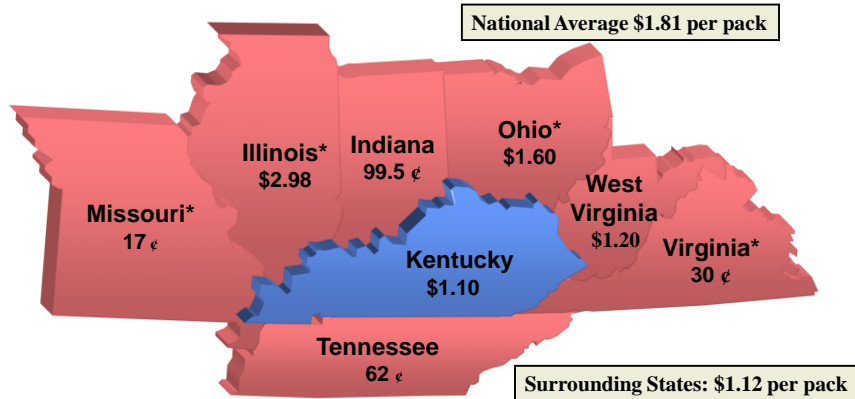 National Average $1.81 per pack
Illinois*
$2.98
Indiana
99.5 ¢
Ohio*
$1.60
Missouri*
17 ¢
West
Virginia
$1.20
Virginia*
30 ¢
Kentucky
$1.10
Tennessee
62 ¢
Surrounding States: $1.12 per pack